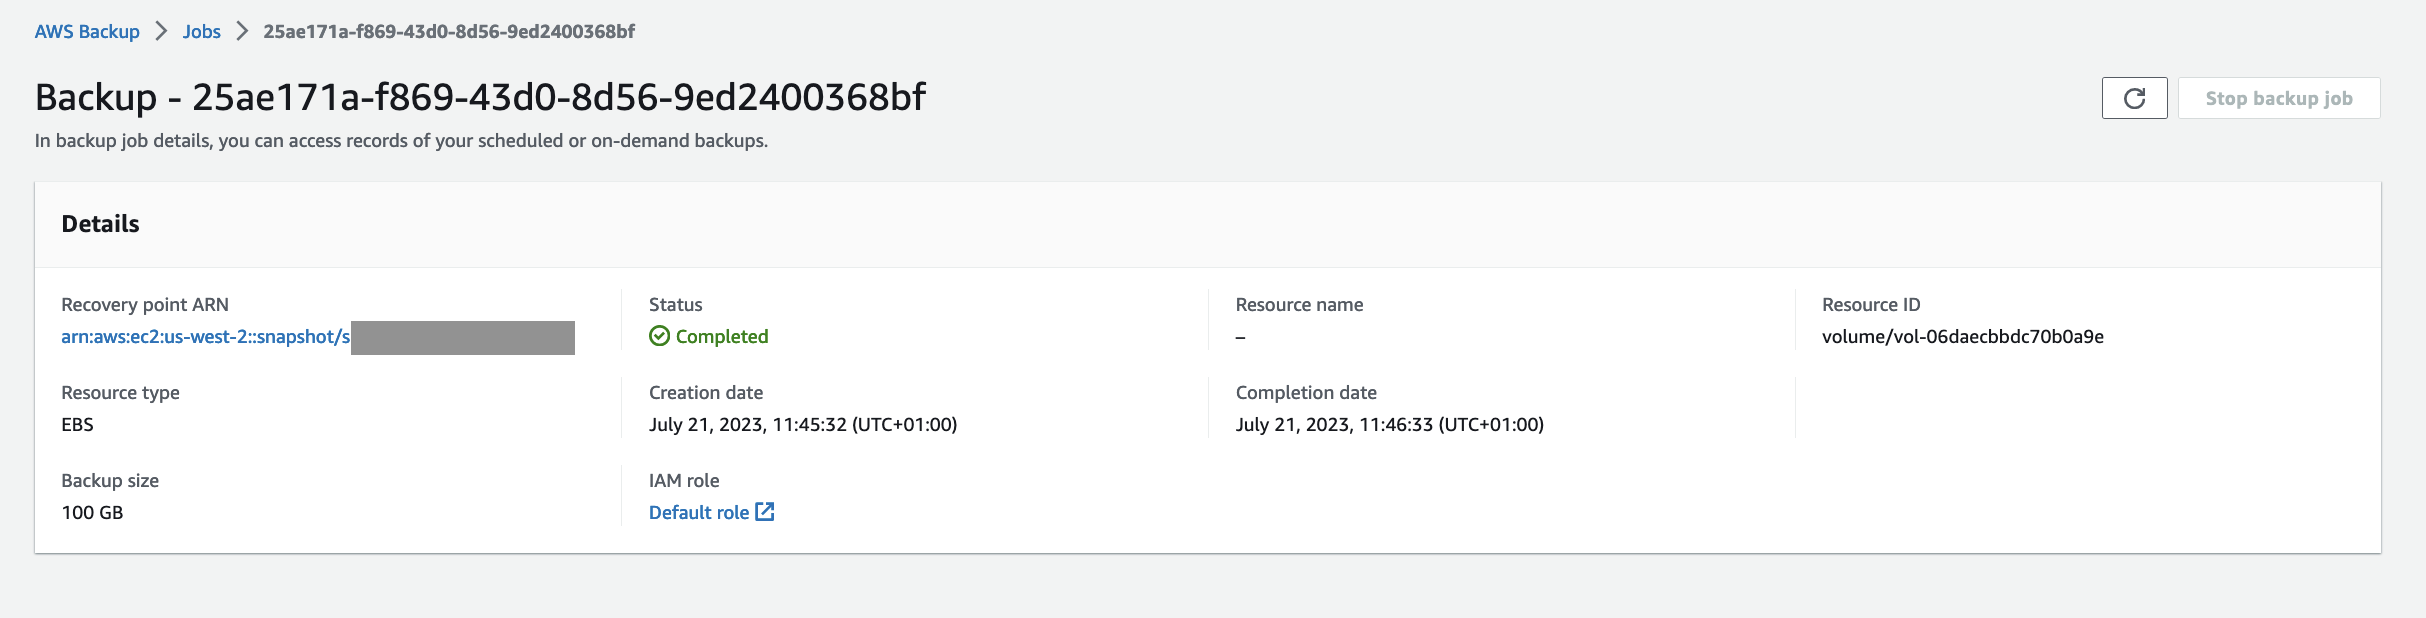 AWS Backup > Jobs > 25ae171a-f869-43d0-8d56-9ed2400368bf
Backup - 25ae171a-f869-43d0-8d56-9ed2400368bf
Stop backup job
In backup job details, you can access records of your scheduled or on-demand backups.
Details
Recovery point ARN
arn:aws:ec2:us-west-2::snapshot/s
Status
Completed
Resource name
–
Resource ID
volume/vol-06daecbbdc70b0a9e
Resource type
EBS
Creation date
July 21, 2023, 11:45:32 (UTC+01:00)
Completion date
July 21, 2023, 11:46:33 (UTC+01:00)
Backup size
100 GB
IAM role
Default role